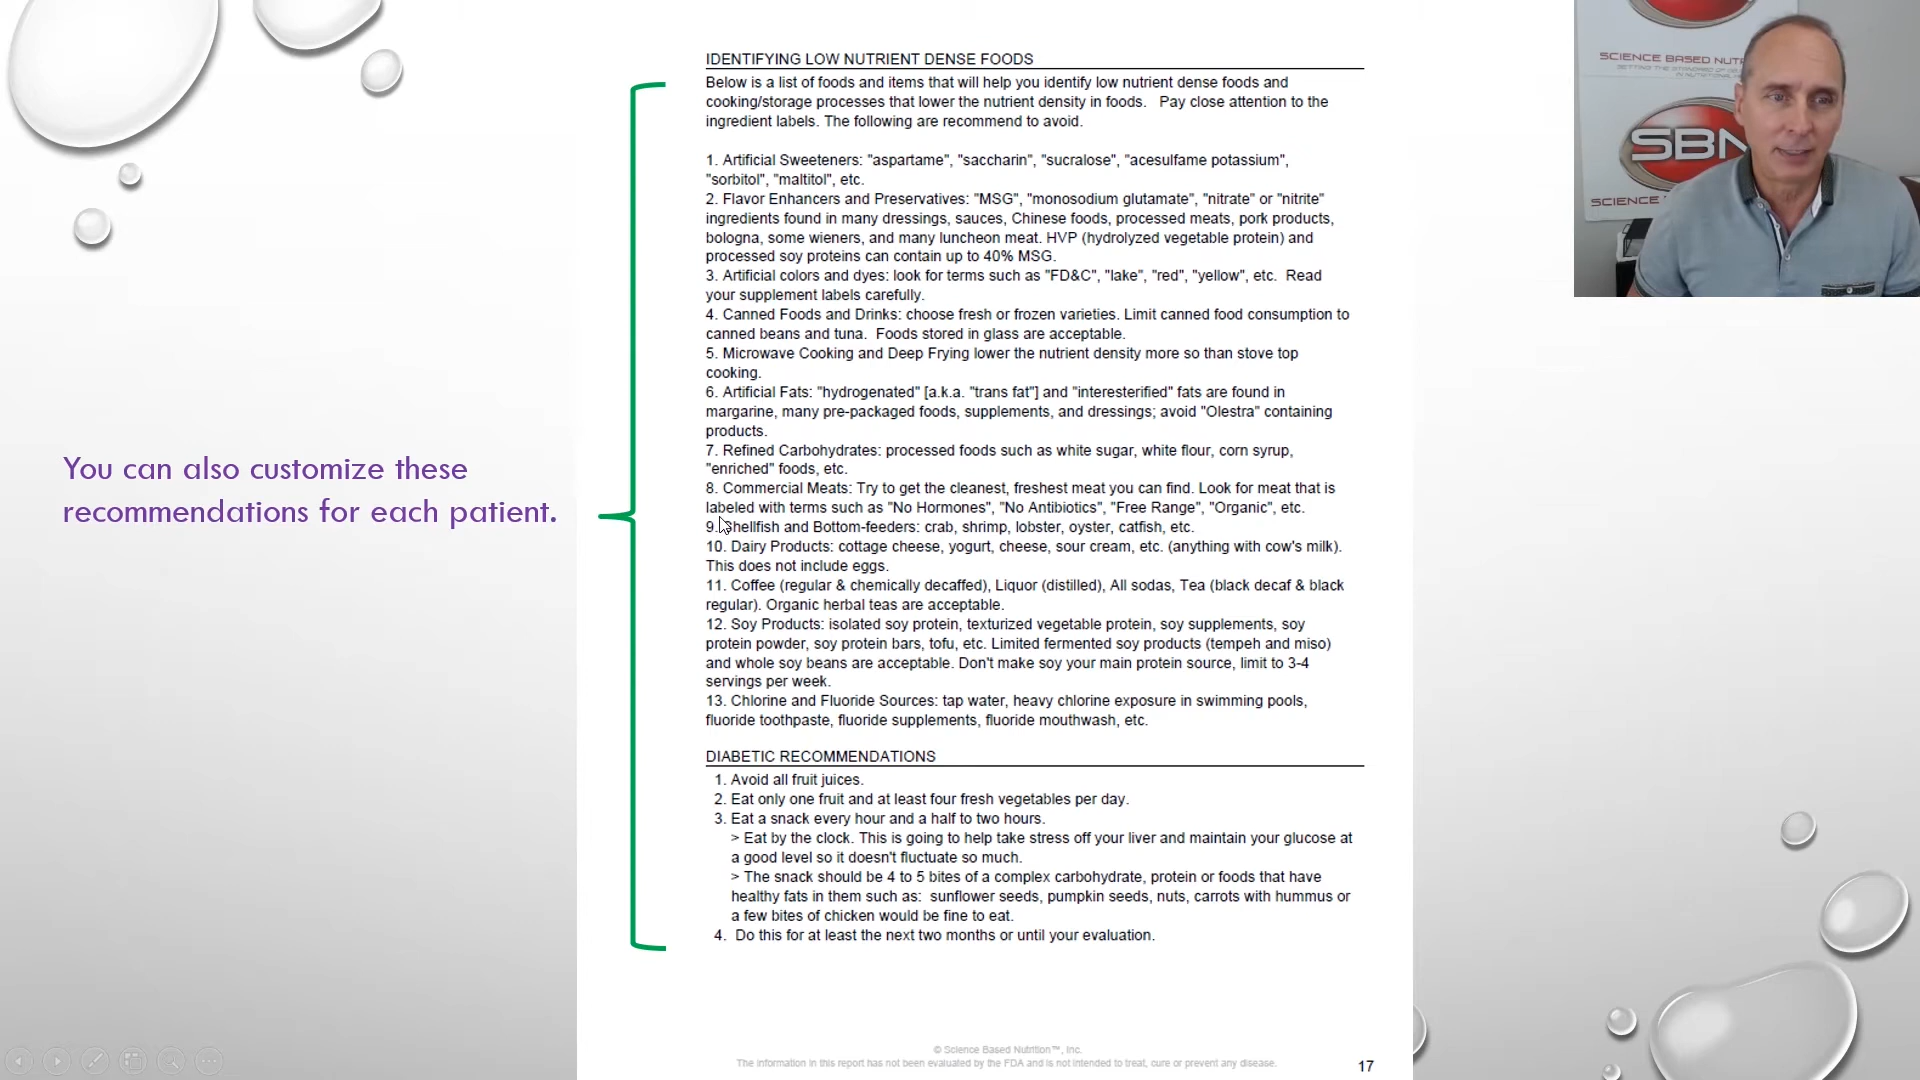 IDENTIFYING LOW NUTRIENT DENSE FOODS
Below is a list of foods and items that will help you identify low nutrient dense foods and
cooking/storage processes that lower the nutrient density in foods. Pay close attention to the
ingredient labels. The following are recommend to avoid.
1. Artificial Sweeteners: "aspartame", "saccharin", "sucralose", "acesulfame potassium",
"sorbitol", "maltitol", etc.
2. Flavor Enhancers and Preservatives: "MSG", "monosodium glutamate", "nitrate" or "nitrite"
ingredients found in many dressings, sauces, Chinese foods, processed meats, pork products,
bologna, some wieners, and many luncheon meat. HVP (hydrolyzed vegetable protein) and
processed soy proteins can contain up to 40% MSG.
3. Artificial colors and dyes: look for terms such as "FD&C", "lake", "red", "yellow", etc. Read
your supplement labels carefully.
4. Canned Foods and Drinks: choose fresh or frozen varieties. Limit canned food consumption to
canned beans and tuna. Foods stored in glass are acceptable.
5. Microwave Cooking and Deep Frying lower the nutrient density more so than stove top
cooking.
6. Artificial Fats: "hydrogenated" [a.k.a. "trans fat"] and "interesterified" fats are found in
margarine, many pre-packaged foods, supplements, and dressings; avoid "Olestra" containing
products.
7. Refined Carbohydrates: processed foods such as white sugar, white flour, corn syrup,
"enriched" foods, etc.
8. Commercial Meats: Try to get the cleanest, freshest meat you can find. Look for meat that is
labeled with terms such as "No Hormones", "No Antibiotics", "Free Range", "Organic", etc.
9. Shellfish and Bottom-feeders: crab, shrimp, lobster, oyster, catfish, etc.
10. Dairy Products: cottage cheese, yogurt, cheese, sour cream, etc. (anything with cow's milk).
This does not include eggs.
11. Coffee (regular & chemically decaffed), Liquor (distilled), All sodas, Tea (black decaf & black
regular). Organic herbal teas are acceptable.
12. Soy Products: isolated soy protein, texturized vegetable protein, soy supplements, soy
protein powder, soy protein bars, tofu, etc. Limited fermented soy products (tempeh and miso)
and whole soy beans are acceptable. Don't make soy your main protein source, limit to 3-4
servings per week.
13. Chlorine and Fluoride Sources: tap water, heavy chlorine exposure in swimming pools,
fluoride toothpaste, fluoride supplements, fluoride mouthwash, etc.
DIABETIC RECOMMENDATIONS
1. Avoid all fruit juices.
2. Eat only one fruit and at least four fresh vegetables per day.
3. Eat a snack every hour and a half to two hours.
> Eat by the clock. This is going to help take stress off your liver and maintain your glucose at
a good level so it doesn't fluctuate so much.
> The snack should be 4 to 5 bites of a complex carbohydrate, protein or foods that have
healthy fats in them such as: sunflower seeds, pumpkin seeds, nuts, carrots with hummus or
a few bites of chicken would be fine to eat.
4. Do this for at least the next two months or until your evaluation.
© Science Based Nutrition™, Inc.
The information in this report has not been evaluated by the FDA and is not intended to treat, cure or prevent any disease.
17
You can also customize these
recommendations for each patient.
SCIENCE BASED NUT
SBN
SCIENCE